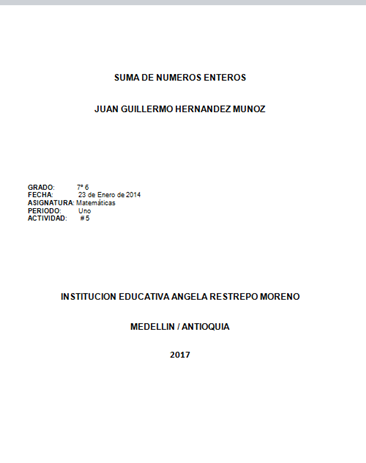 SUMA DE NUMEROS ENTEROS
JUAN GUILLERMO HERNANDEZ MUNOZ
GRADO: 7° 6
FECHA: 23 de Enero de 2014
ASIGNATURA: Matemáticas
PERIODO: Uno
ACTIVIDAD: # 5
INSTITUCION EDUCATIVA ANGELA RESTREPO MORENO
MEDELLIN / ANTIOQUIA
2017